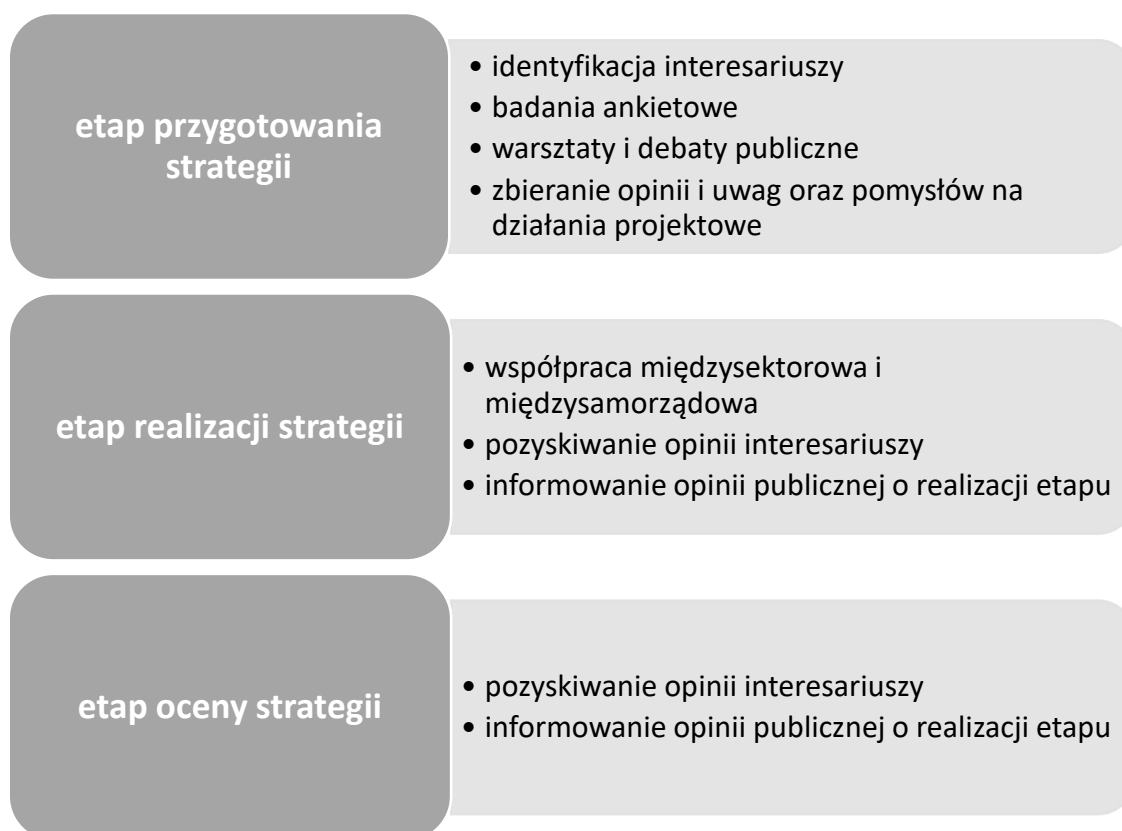 etap przygotowania
strategii
• identyfikacja interesariuszy
• badania ankietowe
• warsztaty i debaty publiczne
• zbieranie opinii i uwag oraz pomysłów na
działania projektowe
etap realizacji strategii
• współpraca międzysektorowa i
międzysamorządowa
• pozyskiwanie opinii interesariuszy
• informowanie opinii publicznej o realizacji etapu
etap oceny strategii
• pozyskiwanie opinii interesariuszy
• informowanie opinii publicznej o realizacji etapu